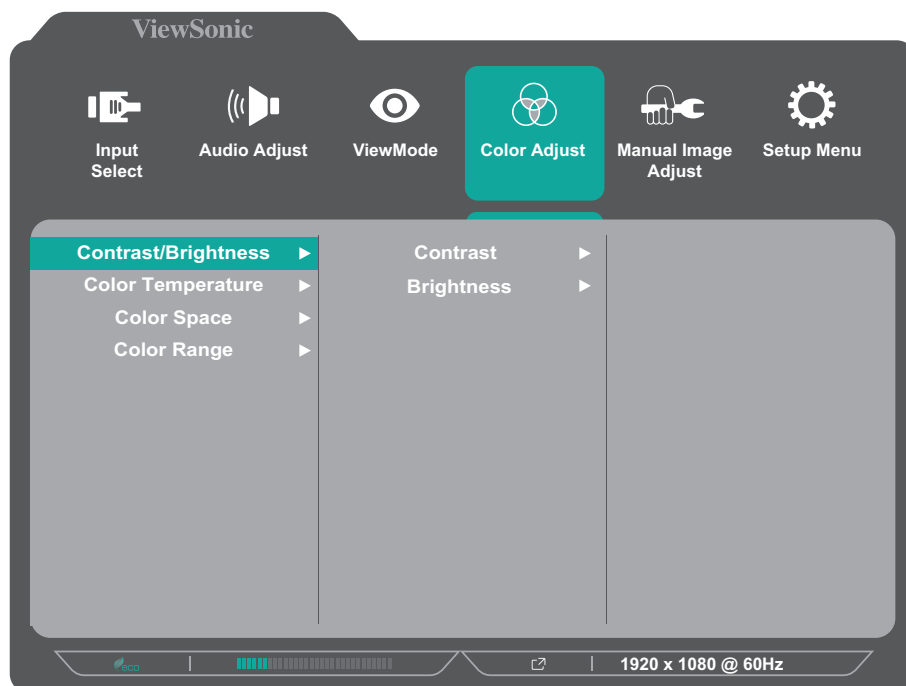 ViewSonic
Input Select
Audio Adjust
ViewMode
Color Adjust
Manual Image Adjust
Setup Menu
Contrast/Brightness
Color Temperature
Color Space
Color Range
Contrast
Brightness
eco
1920 x 1080 @ 60Hz